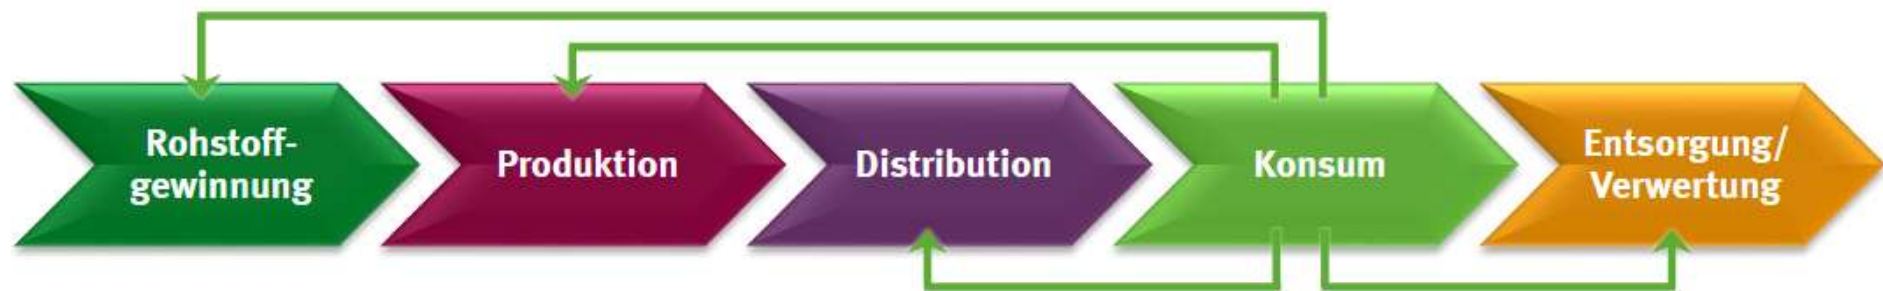 Rohstoff-
gewinnung
Produktion
Distribution
Konsum
Entsorgung/
Verwertung